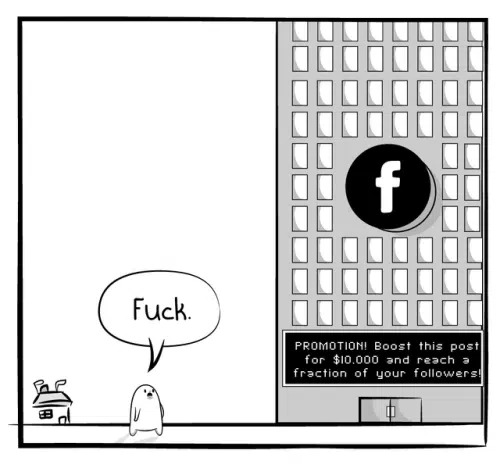 Fuck.
f
PROMOTION! Boost this post
for $10.000 and reach a
fraction of your followers!